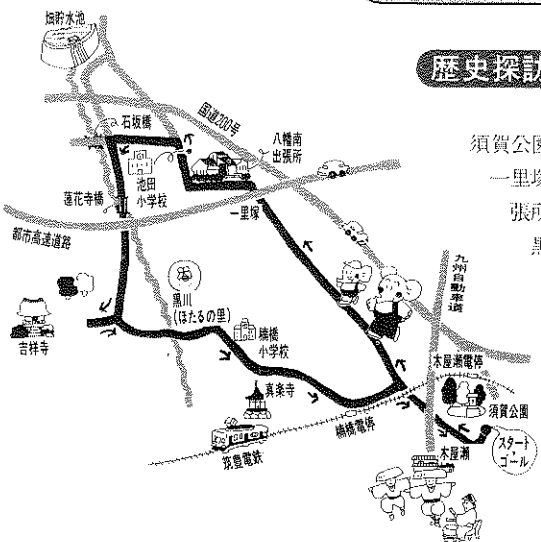 畑貯水池
歴史探訪
国道200号
石坂橋
八幡南
出張所
須賀公園
一里塚
張所
黒
池田
小学校
蓮花寺橋
一里塚
都市高速道路
九州自動車道
黒川
(ほたるの里)
楠橋
小学校
木屋瀬電停
吉祥寺
真楽寺
須賀公園
楠橋電停
筑豊電鉄
木屋瀬
スタート
・
ゴール